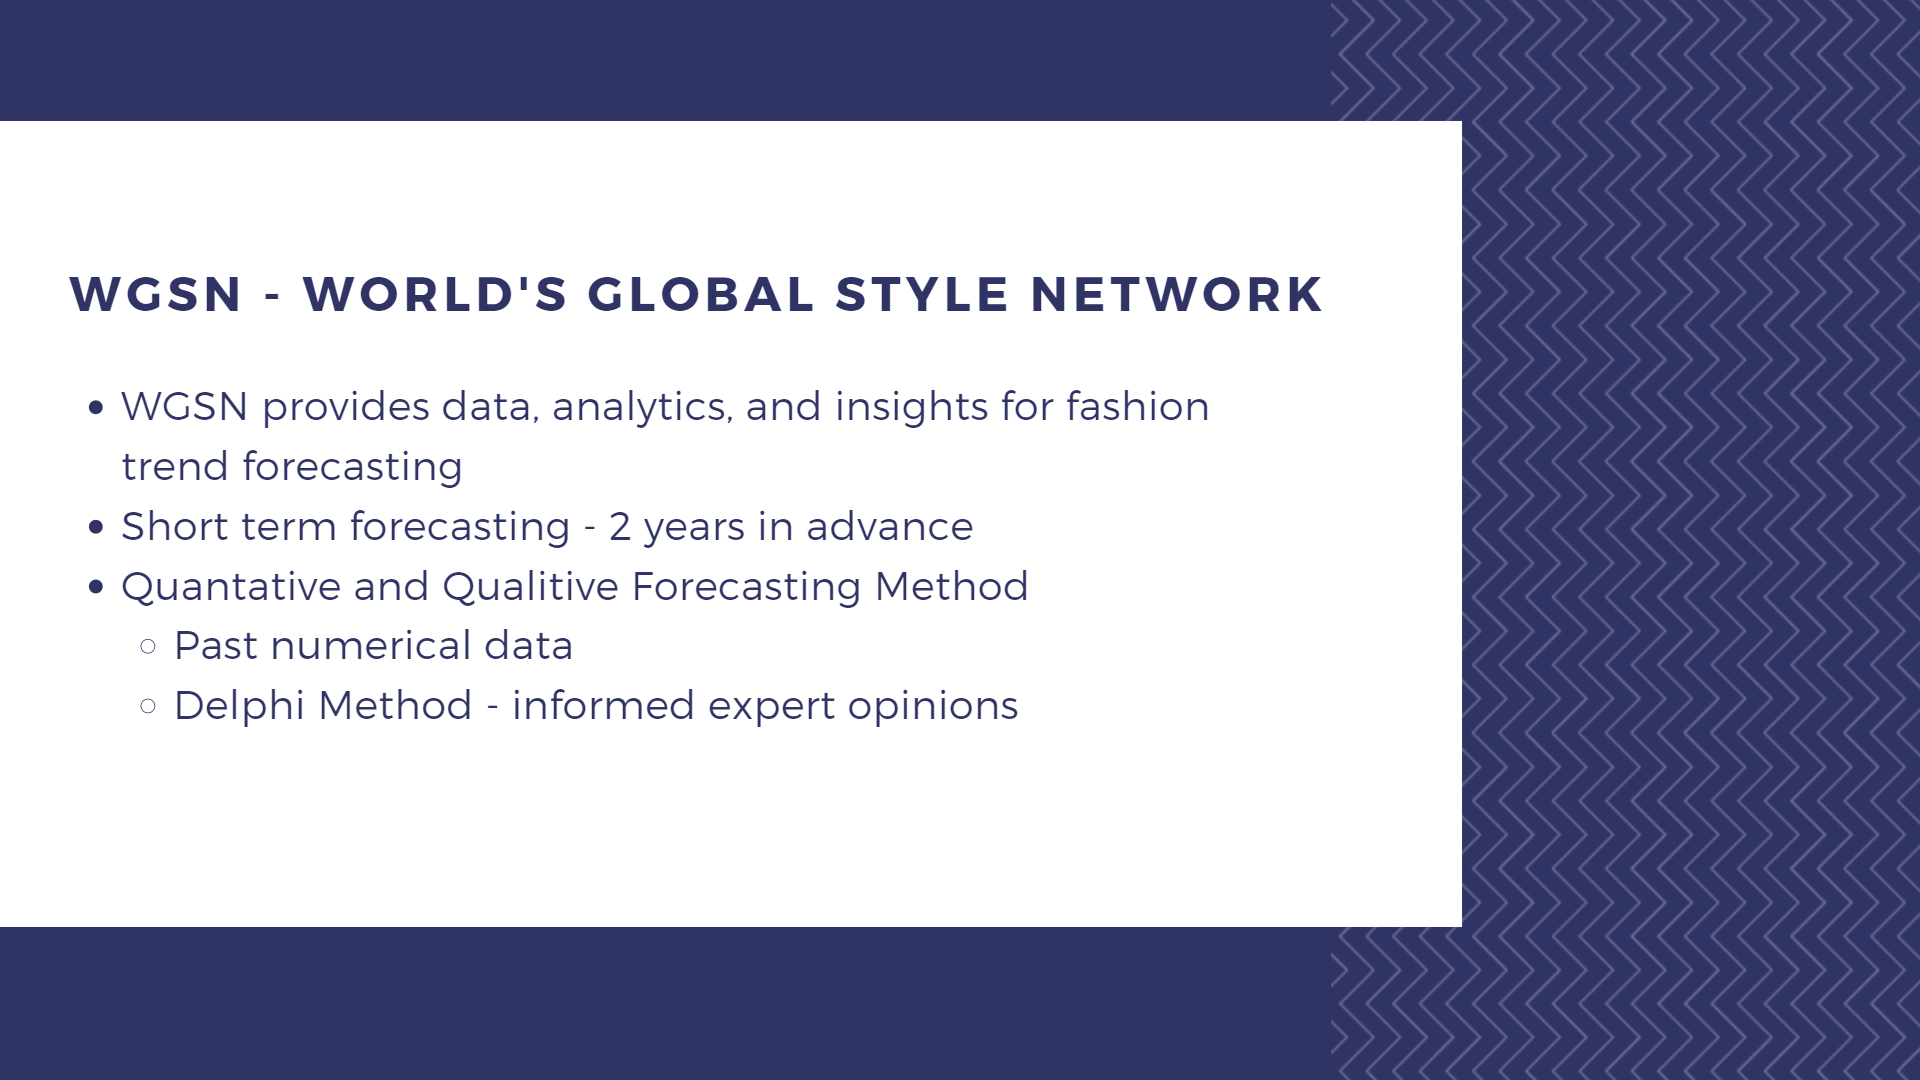 WGSN - WORLD'S GLOBAL STYLE NETWORK
• WGSN provides data, analytics, and insights for fashion
trend forecasting
• Short term forecasting - 2 years in advance
• Quantative and Qualitive Forecasting Method
○ Past numerical data
○ Delphi Method - informed expert opinions